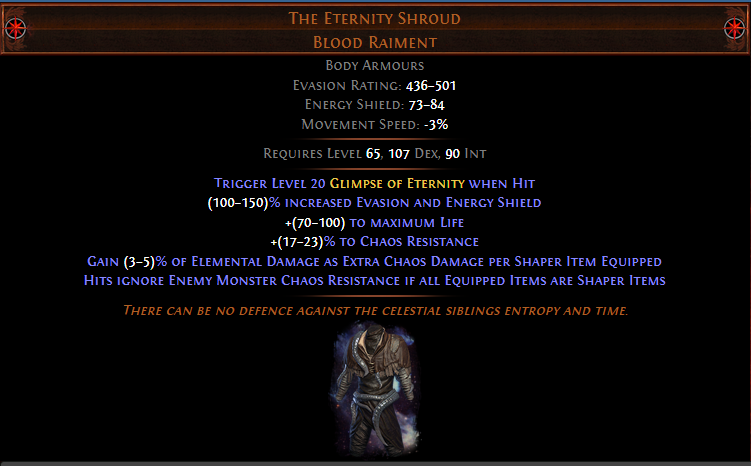 The Eternity Shroud
Blood Raiment
Body Armours
Evasion Rating: 436–501
Energy Shield: 73–84
Movement Speed: -3%
Requires Level 65, 107 Dex, 90 Int
Trigger Level 20 Glimpse of Eternity when Hit
(100–150)% increased Evasion and Energy Shield
+(70–100) to maximum Life
+(17–23)% to Chaos Resistance
Gain (3–5)% of Elemental Damage as Extra Chaos Damage per Shaper Item Equipped
Hits ignore Enemy Monster Chaos Resistance if all Equipped Items are Shaper Items
There can be no defence against the celestial siblings entropy and time.